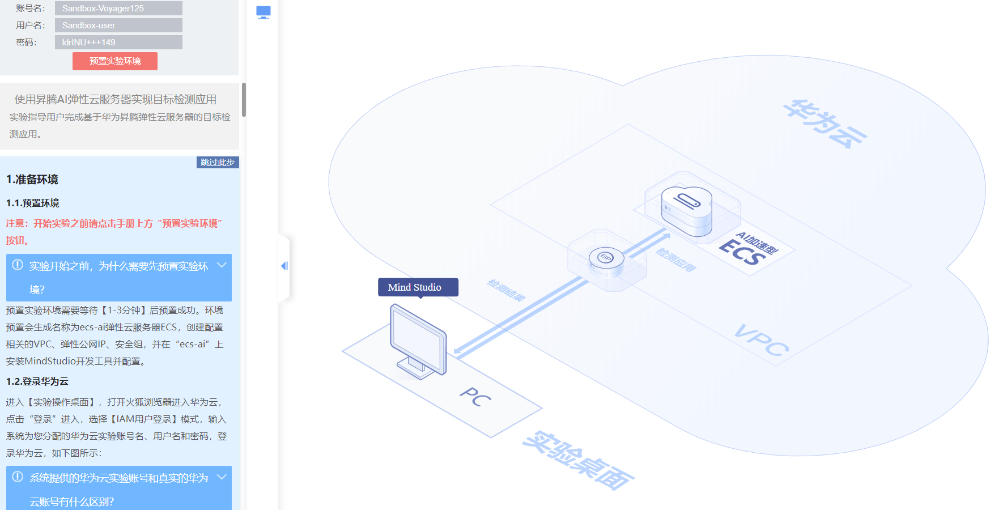 账号名：
Sandbox-Voyager125
用户名：
Sandbox-user
密码：
IdrINU+++149
预置实验环境
使用昇腾AI弹性云服务器实现目标检测应用
实验指导用户完成基于华为昇腾弹性云服务器的目标检
测应用。
跳过此步
1.准备环境
1.1.预置环境
注意：开始实验之前请点击手册上方“预置实验环境”
按钮。
实验开始之前，为什么需要先预置实验环
境？
预置实验环境需要等待【1-3分钟】后预置成功。环境
预置会生成名称为ecs-ai弹性云服务器ECS，创建配置
相关的VPC、弹性公网IP、安全组，并在“ecs-ai”上
安装MindStudio开发工具并配置。
1.2.登录华为云
进入【实验操作桌面】，打开火狐浏览器进入华为云，
点击“登录”进入，选择【IAM用户登录】模式，输入
系统为您分配的华为云实验账号名、用户名和密码，登
录华为云，如下图所示：
系统提供的华为云实验账号和真实的华为
云账号有什么区别？
华为云
AI加速型
ECS
EIP
检测应用
检测结果
Mind Studio
VPC
PC
实验桌面